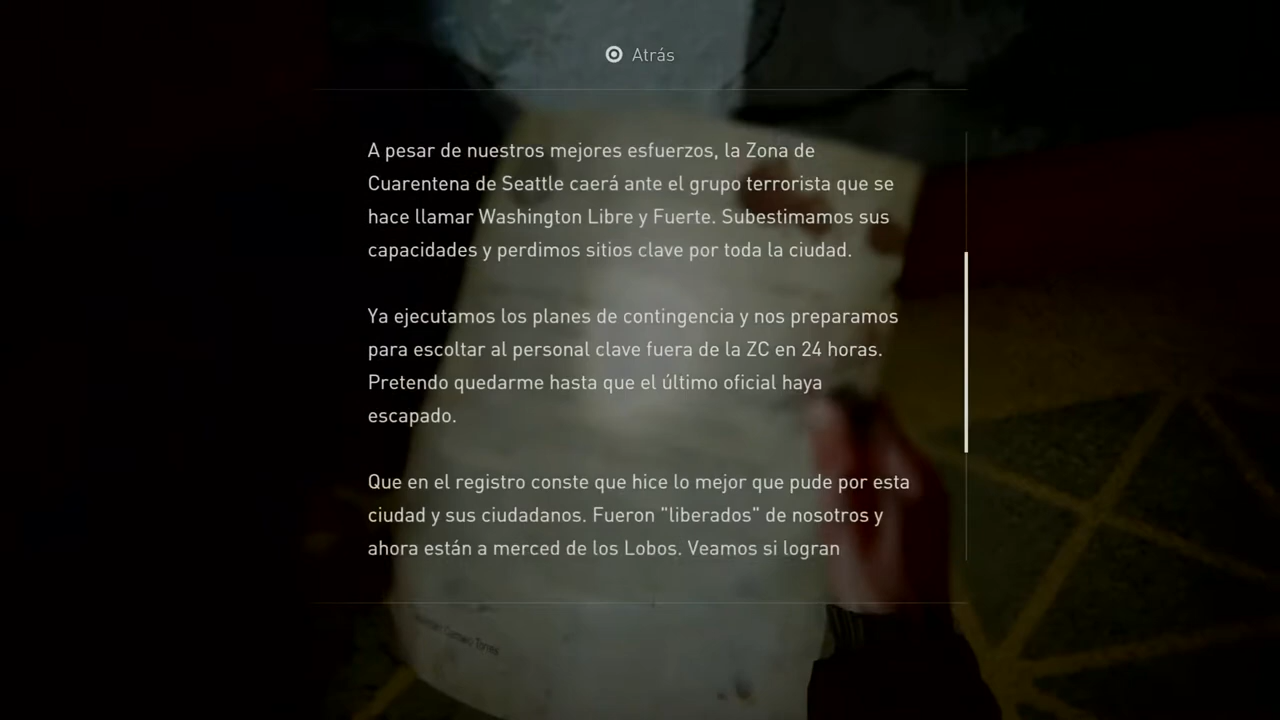 Atrás
A pesar de nuestros mejores esfuerzos, la Zona de
Cuarentena de Seattle caerá ante el grupo terrorista que se
hace llamar Washington Libre y Fuerte. Subestimamos sus
capacidades y perdimos sitios clave por toda la ciudad.
Ya ejecutamos los planes de contingencia y nos preparamos
para escoltar al personal clave fuera de la ZC en 24 horas.
Pretendo quedarme hasta que el último oficial haya
escapado.
Que en el registro conste que hice lo mejor que pude por esta
ciudad y sus ciudadanos. Fueron "liberados" de nosotros y
ahora están a merced de los Lobos. Veamos si logran
Torres